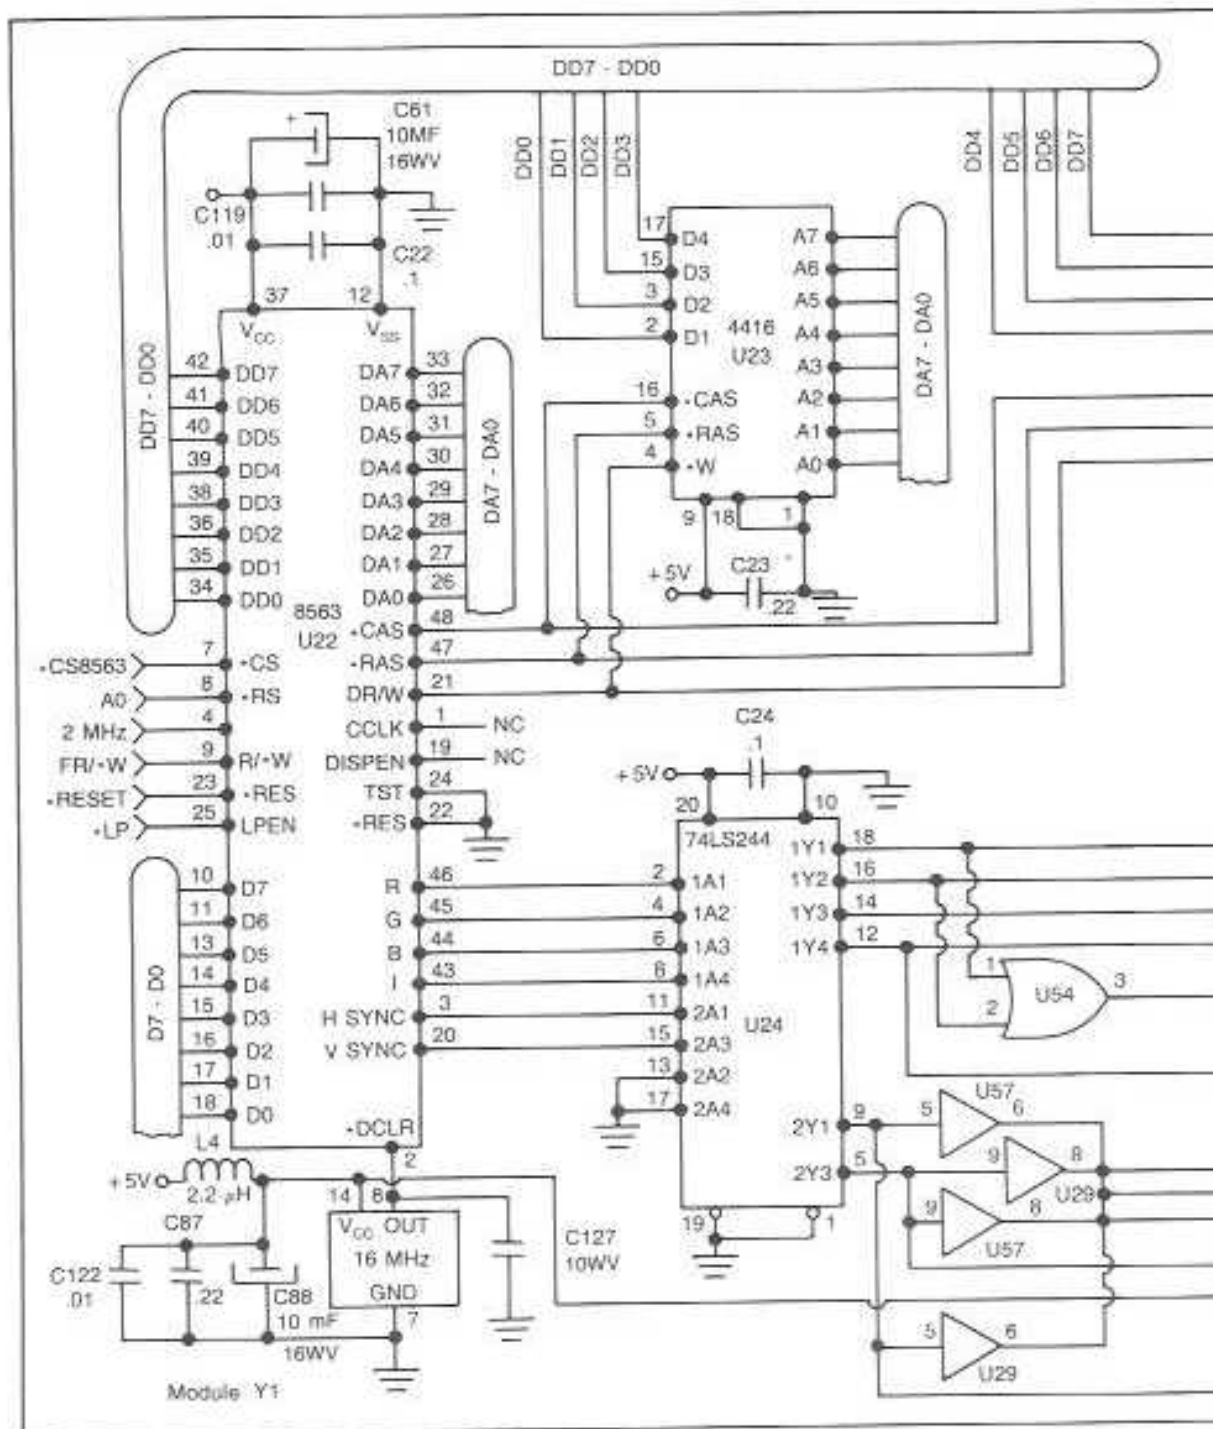 DD7 - DD0
C61
10MF
16WV
+
C119
.01
C22
.1
DD0
DD1
DD2
DD3
DD4
DD5
DD6
DD7
DD7 - DD0
37
12
VCC
VSS
42 DD7
41 DD6
40 DD5
39 DD4
38 DD3
36 DD2
35 DD1
34 DD0
8563
U22
DA7 33
DA6 32
DA5 31
DA4 30
DA3 29
DA2 28
DA1 27
DA0 26
DA7 - DA0
*CAS 48
*RAS 47
DR/W 21
CCLK 1 NC
DISPEN 19 NC
TST 24
*RES 22
*CS8563 7 *CS
A0 8 *RS
2 MHz 4
FR/*W 9 R/*W
*RESET 23 *RES
*LP 25 LPEN
D7 - D0
10 D7
11 D6
13 D5
14 D4
15 D3
16 D2
17 D1
18 D0
R 46
G 45
B 44
I 43
H SYNC 3
V SYNC 20
*DCLR
2
17 D4
15 D3
3 D2
2 D1
4416
U23
16 *CAS
5 *RAS
4 *W
A7
A6
A5
A4
A3
A2
A1
A0
DA7 - DA0
9
18
1
+5V
C23
.22
C24
.1
+5V
20
10
74LS244
U24
2 1A1
4 1A2
6 1A3
8 1A4
11 2A1
15 2A3
13 2A2
17 2A4
1Y1 18
1Y2 16
1Y3 14
1Y4 12
2Y1 9
2Y3 5
19
1
1
2
U54
3
5 U57 6
9 8
U29
9 8
U57
5 6
U29
L4
+5V
2.2 µH
14
8
VCC OUT
16 MHz
GND
7
C87
.22
C122
.01
C88
10 mF
16WV
C127
10WV
Module Y1